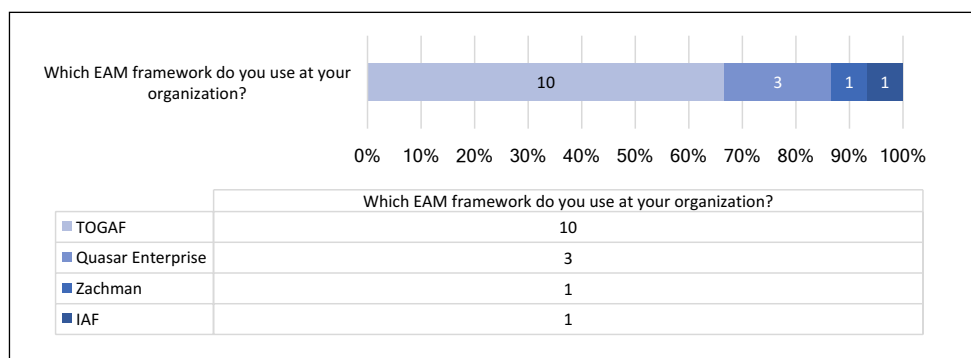 Which EAM framework do you use at your
organization?
10 3 1 1
0% 10% 20% 30% 40% 50% 60% 70% 80% 90% 100%
Which EAM framework do you use at your organization?
TOGAF 10
Quasar Enterprise 3
Zachman 1
IAF 1